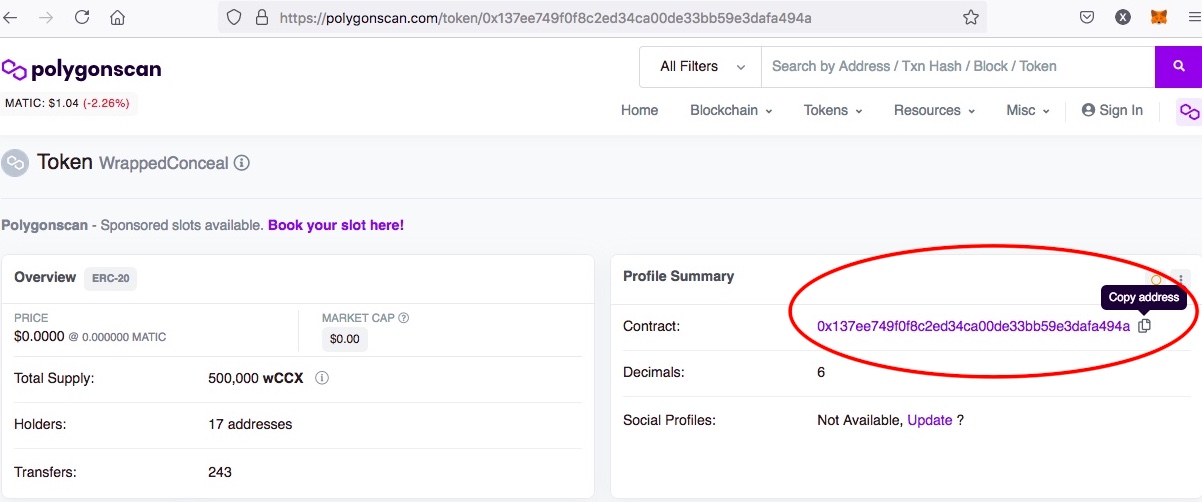 https://polygonscan.com/token/0x137ee749f0f8c2ed34ca00de33bb59e3dafa494a
X
polygonscan
All Filters
Search by Address / Txn Hash / Block / Token
MATIC: $1.04 (-2.26%)
Home Blockchain Tokens Resources Misc Sign In
Token WrappedConceal
Polygonscan - Sponsored slots available. Book your slot here!
Overview ERC-20
PRICE
$0.0000 @ 0.000000 MATIC
MARKET CAP
$0.00
Total Supply: 500,000 wCCX
Holders: 17 addresses
Transfers: 243
Profile Summary
Copy address
Contract: 0x137ee749f0f8c2ed34ca00de33bb59e3dafa494a
Decimals: 6
Social Profiles: Not Available, Update ?